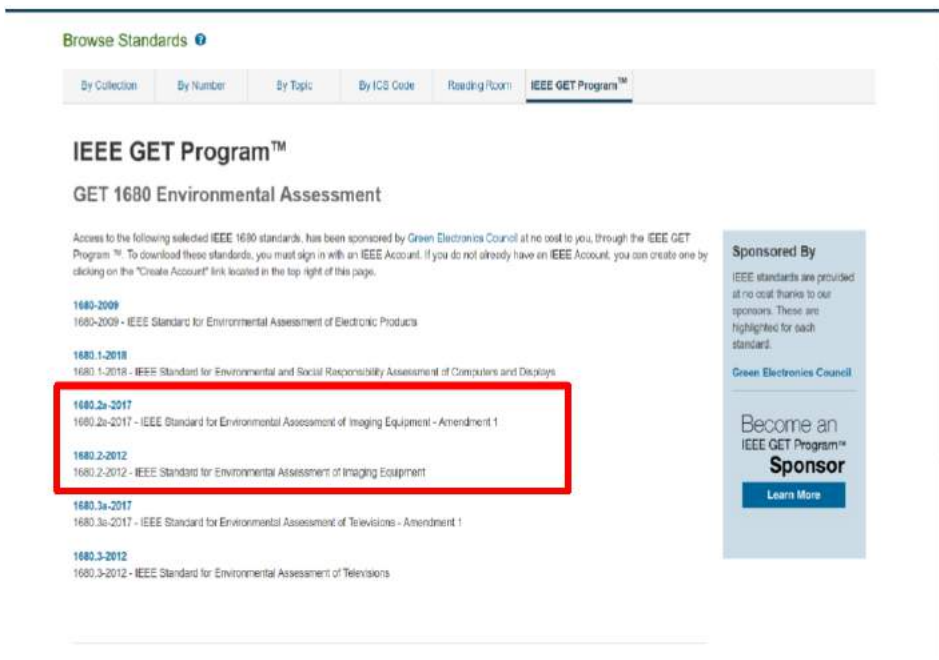 Browse Standards ?
By Collection By Number By Topic By ICS Code Reading Room IEEE GET Program™
IEEE GET Program™
GET 1680 Environmental Assessment
Access to the following selected IEEE 1680 standards, has been sponsored by Green Electronics Council at no cost to you, through the IEEE GET
Program ™. To download these standards, you must sign in with an IEEE Account. If you do not already have an IEEE Account, you can create one by
clicking on the "Create Account" link located in the top right of this page.
1680-2009
1680-2009 - IEEE Standard for Environmental Assessment of Electronic Products
1680.1-2018
1680.1-2018 - IEEE Standard for Environmental and Social Responsibility Assessment of Computers and Displays
1680.2a-2017
1680.2a-2017 - IEEE Standard for Environmental Assessment of Imaging Equipment - Amendment 1
1680.2-2012
1680.2-2012 - IEEE Standard for Environmental Assessment of Imaging Equipment
1680.3a-2017
1680.3a-2017 - IEEE Standard for Environmental Assessment of Televisions - Amendment 1
1680.3-2012
1680.3-2012 - IEEE Standard for Environmental Assessment of Televisions
Sponsored By
IEEE standards are provided
at no cost thanks to our
sponsors. These are
highlighted for each
standard.
Green Electronics Council
Become an
IEEE GET Program™
Sponsor
Learn More